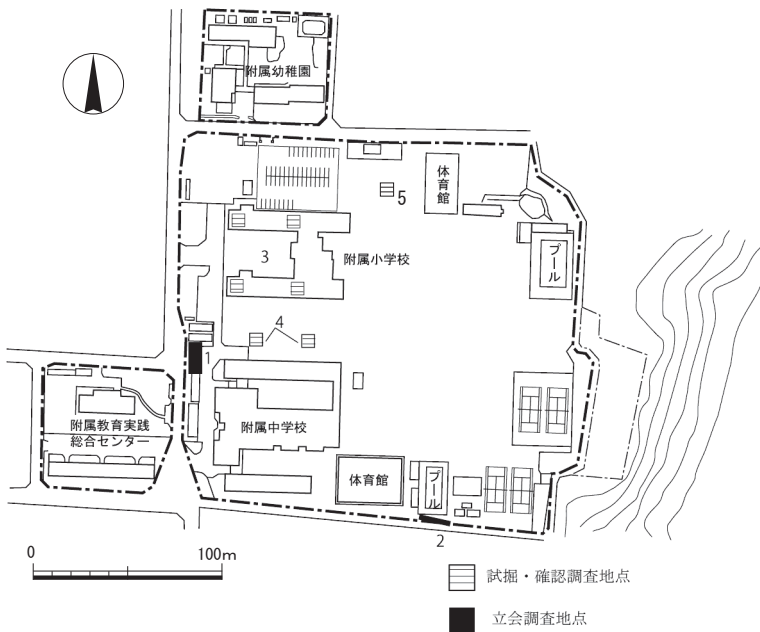 附属幼稚園
体育館
5
プール
3
附属小学校
4
1
附属教育実践
総合センター
附属中学校
体育館
プール
2
0
100m
試掘・確認調査地点
立会調査地点